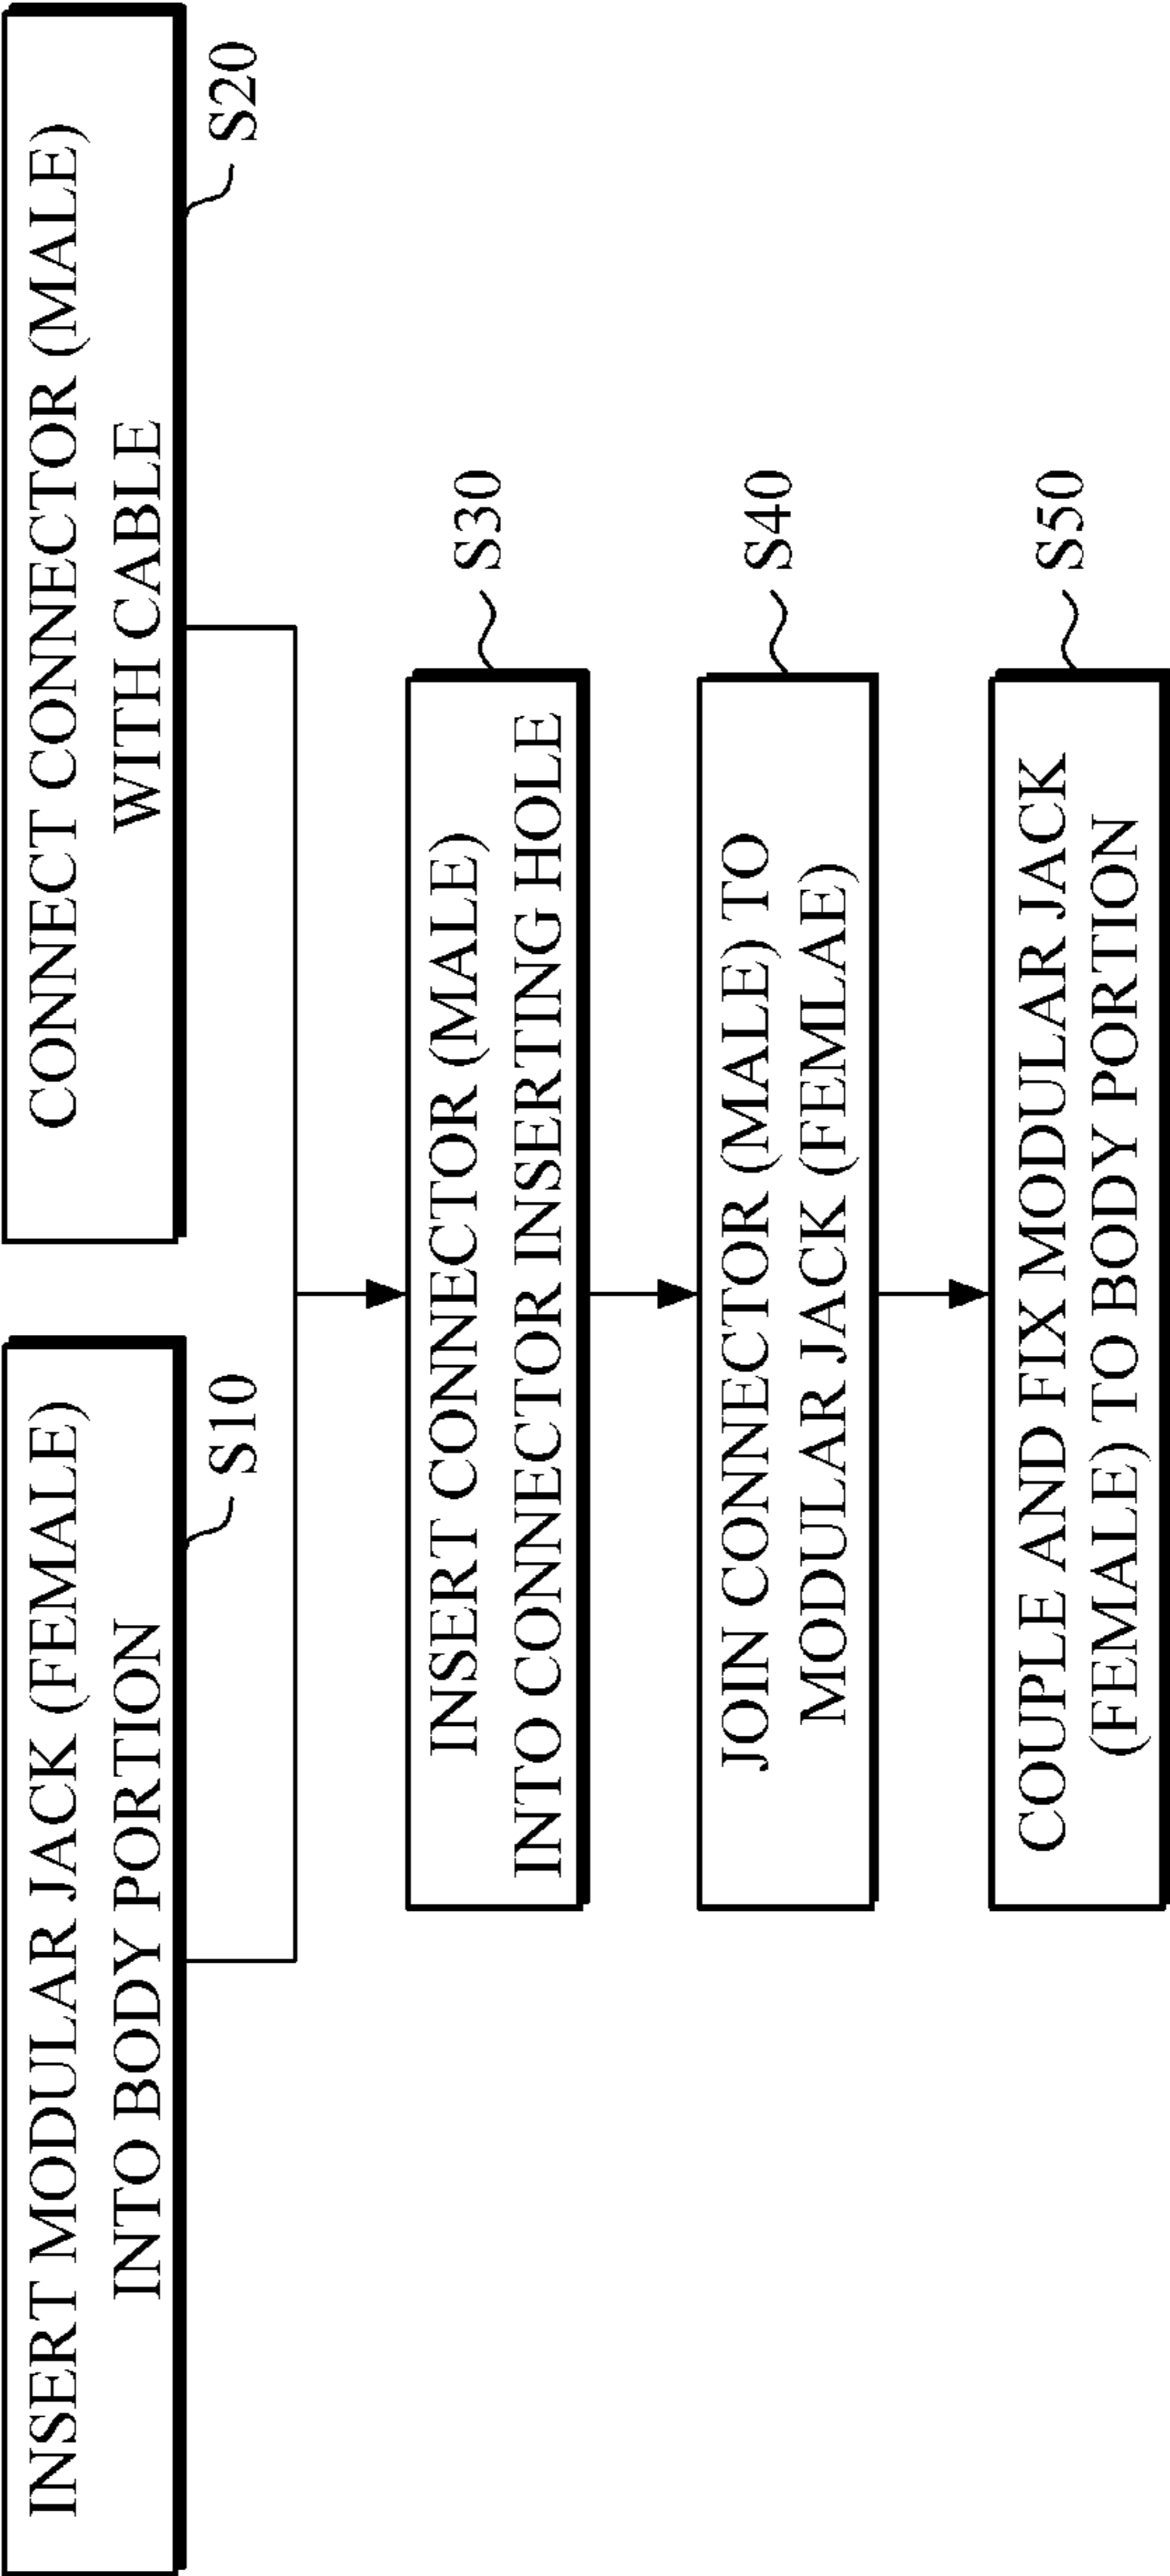 INSERT MODULAR JACK (FEMALE)
INTO BODY PORTION
S10
CONNECT CONNECTOR (MALE)
WITH CABLE
S20
INSERT CONNECTOR (MALE)
INTO CONNECTOR INSERTING HOLE
S30
JOIN CONNECTOR (MALE) TO
MODULAR JACK (FEMLAE)
S40
COUPLE AND FIX MODULAR JACK
(FEMALE) TO BODY PORTION
S50